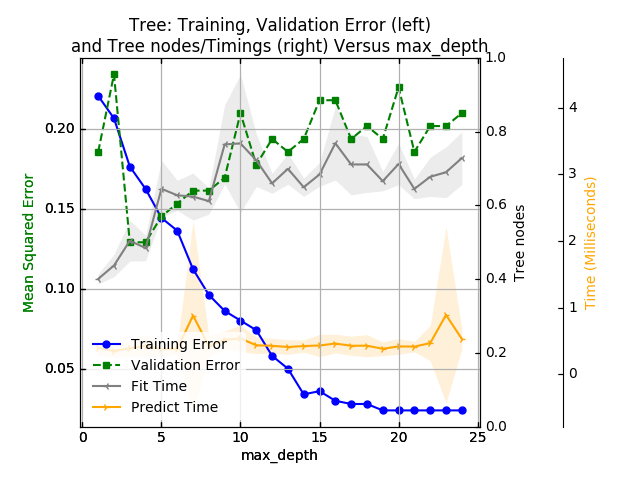 Tree: Training, Validation Error (left)
and Tree nodes/Timings (right) Versus max_depth
Mean Squared Error
0.20
0.15
0.10
0.05
0
5
10
15
20
25
max_depth
1.0
0.8
0.6
0.4
0.2
0.0
Tree nodes
4
3
2
1
0
Time (Milliseconds)
Training Error
Validation Error
Fit Time
Predict Time